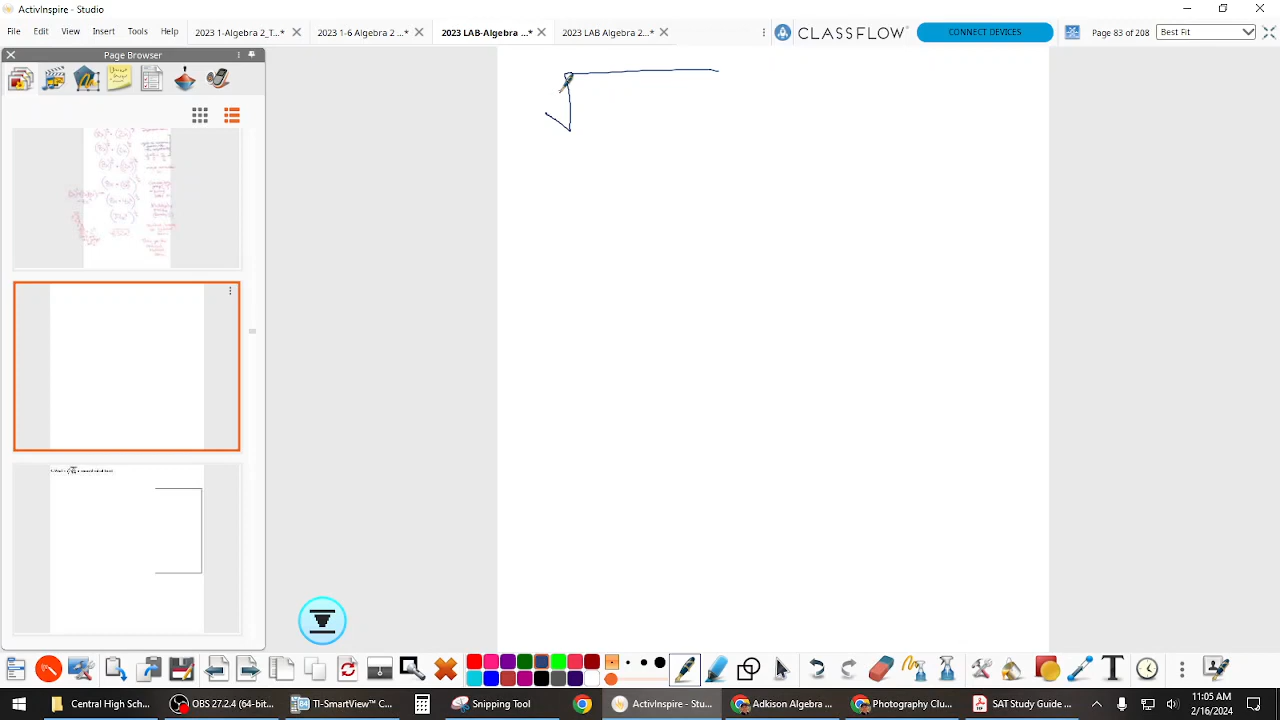 ActivInspire - Studio
File Edit View Insert Tools Help
2023 1-Algebra 2_T...*
2023 1-6 Algebra 2 ...*
2023 LAB-Algebra ...*
2023 LAB Algebra 2...*
CLASSFLOW
CONNECT DEVICES
Page 83 of 208
Best Fit
Page Browser
Central High Sch...
OBS 27.2.4 (64-bit...
T-SmartView™ C...
Snipping Tool
ActivInspire - Stu...
Adkison Algebra ...
Photography Clu...
SAT Study Guide ...
11:05 AM
2/16/2024